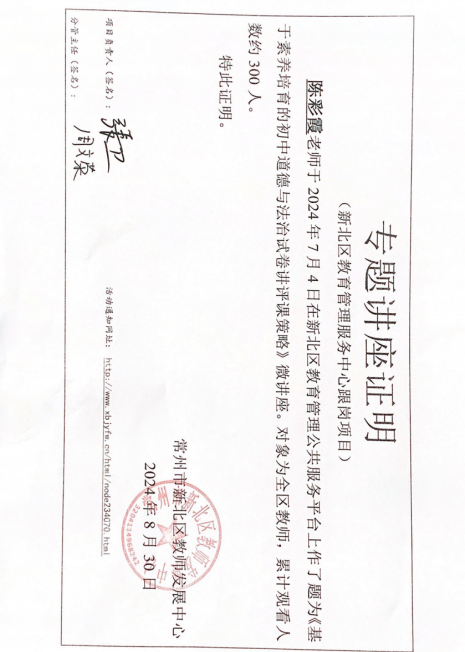 专题讲座证明
（新北区教育管理服务中心跟岗项目）
陈彩霞老师于 2024 年 7 月 4 日在新北区教育管理公共服务平台上作了题为《基
于素养培育的初中道德与法治试卷讲评课策略》微讲座。对象为全区教师，累计观看人
数约 300 人。
特此证明。
常州市新北区教师发展中心
2024 年 8 月 30 日
项目负责人（签名）：张卫
分管主任（签名）：周文荣
活动通知网址：http://www.xbjyfw.cn/html/node234070.html